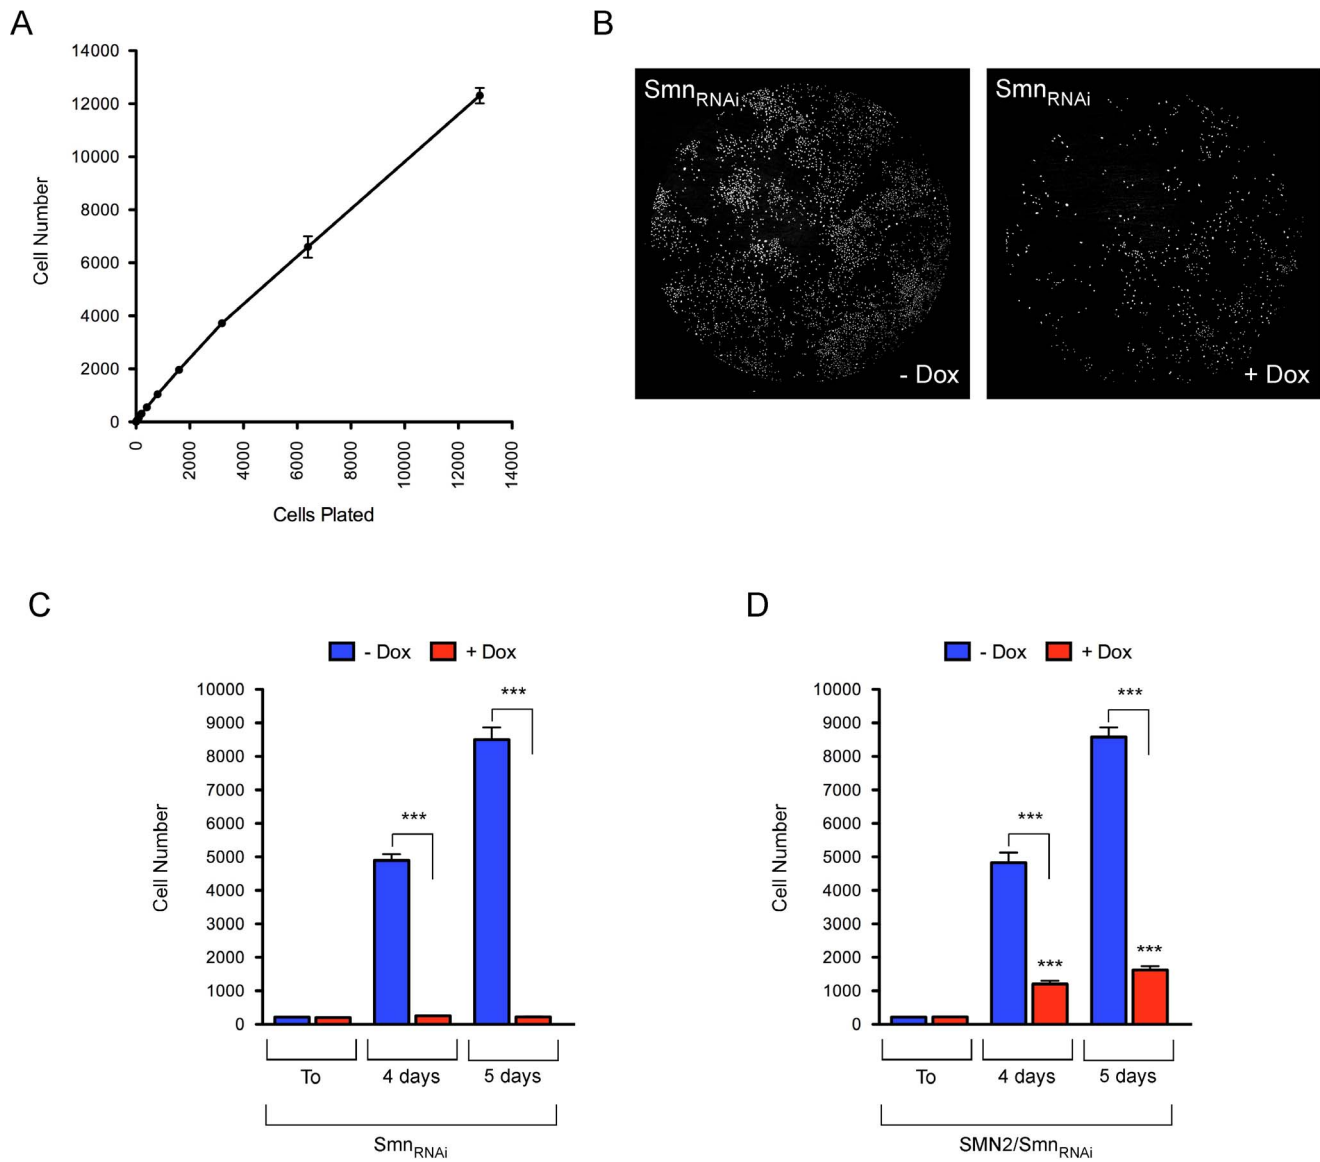 A
14000
12000
10000
8000
6000
4000
2000
0
Cell Number
0
2000
4000
6000
8000
10000
12000
14000
Cells Plated
B
SmnRNAi
- Dox
SmnRNAi
+ Dox
C
- Dox + Dox
10000
9000
8000
7000
6000
5000
4000
3000
2000
1000
0
Cell Number
***
***
To 4 days 5 days
SmnRNAi
D
- Dox + Dox
10000
9000
8000
7000
6000
5000
4000
3000
2000
1000
0
Cell Number
***
***
***
***
To 4 days 5 days
SMN2/SmnRNAi